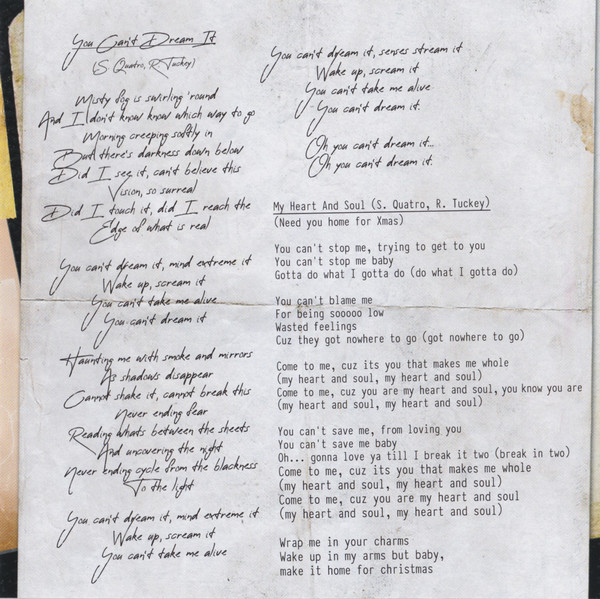 You Can't Dream It
(S. Quatro, R. Tuckey)
Misty fog is swirling 'round
And I don't know know which way to go
Morning creeping softly in
But there's darkness down below
Did I see it, can't believe this
Vision, so surreal
Did I touch it, did I reach the
Edge of what is real
You can't dream it, mind extreme it
Wake up, scream it
You can't take me alive
You can't dream it
Haunting me with smoke and mirrors
As shadows disappear
Cannot shake it, cannot break this
Never ending fear
Reading whats between the sheets
And uncovering the night
Never ending cycle from the blackness
To the light
You can't dream it, mind extreme it
Wake up, scream it
You can't take me alive
You can't dream it, senses stream it
Wake up, scream it
You can't take me alive
You can't dream it.
Oh you can't dream it...
Oh you can't dream it.
My Heart And Soul (S. Quatro, R. Tuckey)
(Need you home for Xmas)
You can't stop me, trying to get to you
You can't stop me baby
Gotta do what I gotta do (do what I gotta do)
You can't blame me
For being sooooo low
Wasted feelings
Cuz they got nowhere to go (got nowhere to go)
Come to me, cuz its you that makes me whole
(my heart and soul, my heart and soul)
Come to me, cuz you are my heart and soul, you know you are
(my heart and soul, my heart and soul)
You can't save me, from loving you
You can't save me baby
Oh... gonna love ya till I break it two (break in two)
Come to me, cuz its you that makes me whole
(my heart and soul, my heart and soul)
Come to me, cuz you are my heart and soul
(my heart and soul, my heart and soul)
Wrap me in your charms
Wake up in my arms but baby,
make it home for christmas